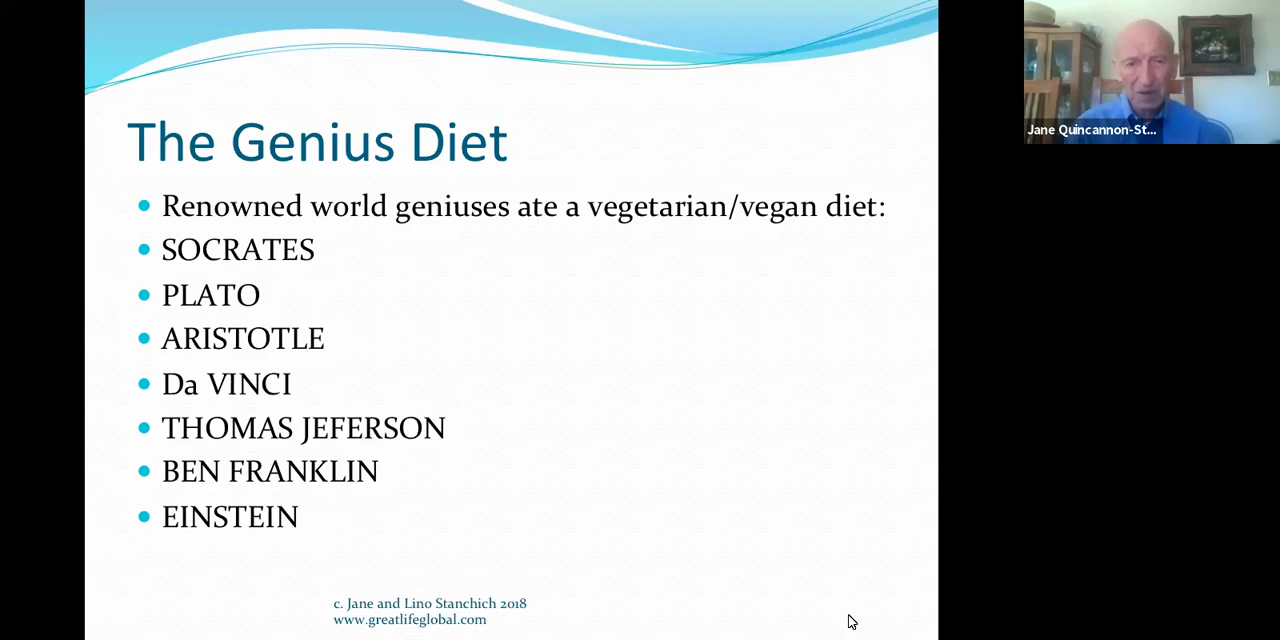 The Genius Diet
Renowned world geniuses ate a vegetarian/vegan diet:
SOCRATES
PLATO
ARISTOTLE
Da VINCI
THOMAS JEFERSON
BEN FRANKLIN
EINSTEIN
c. Jane and Lino Stanchich 2018
www.greatlifeglobal.com
Jane Quincannon-St...